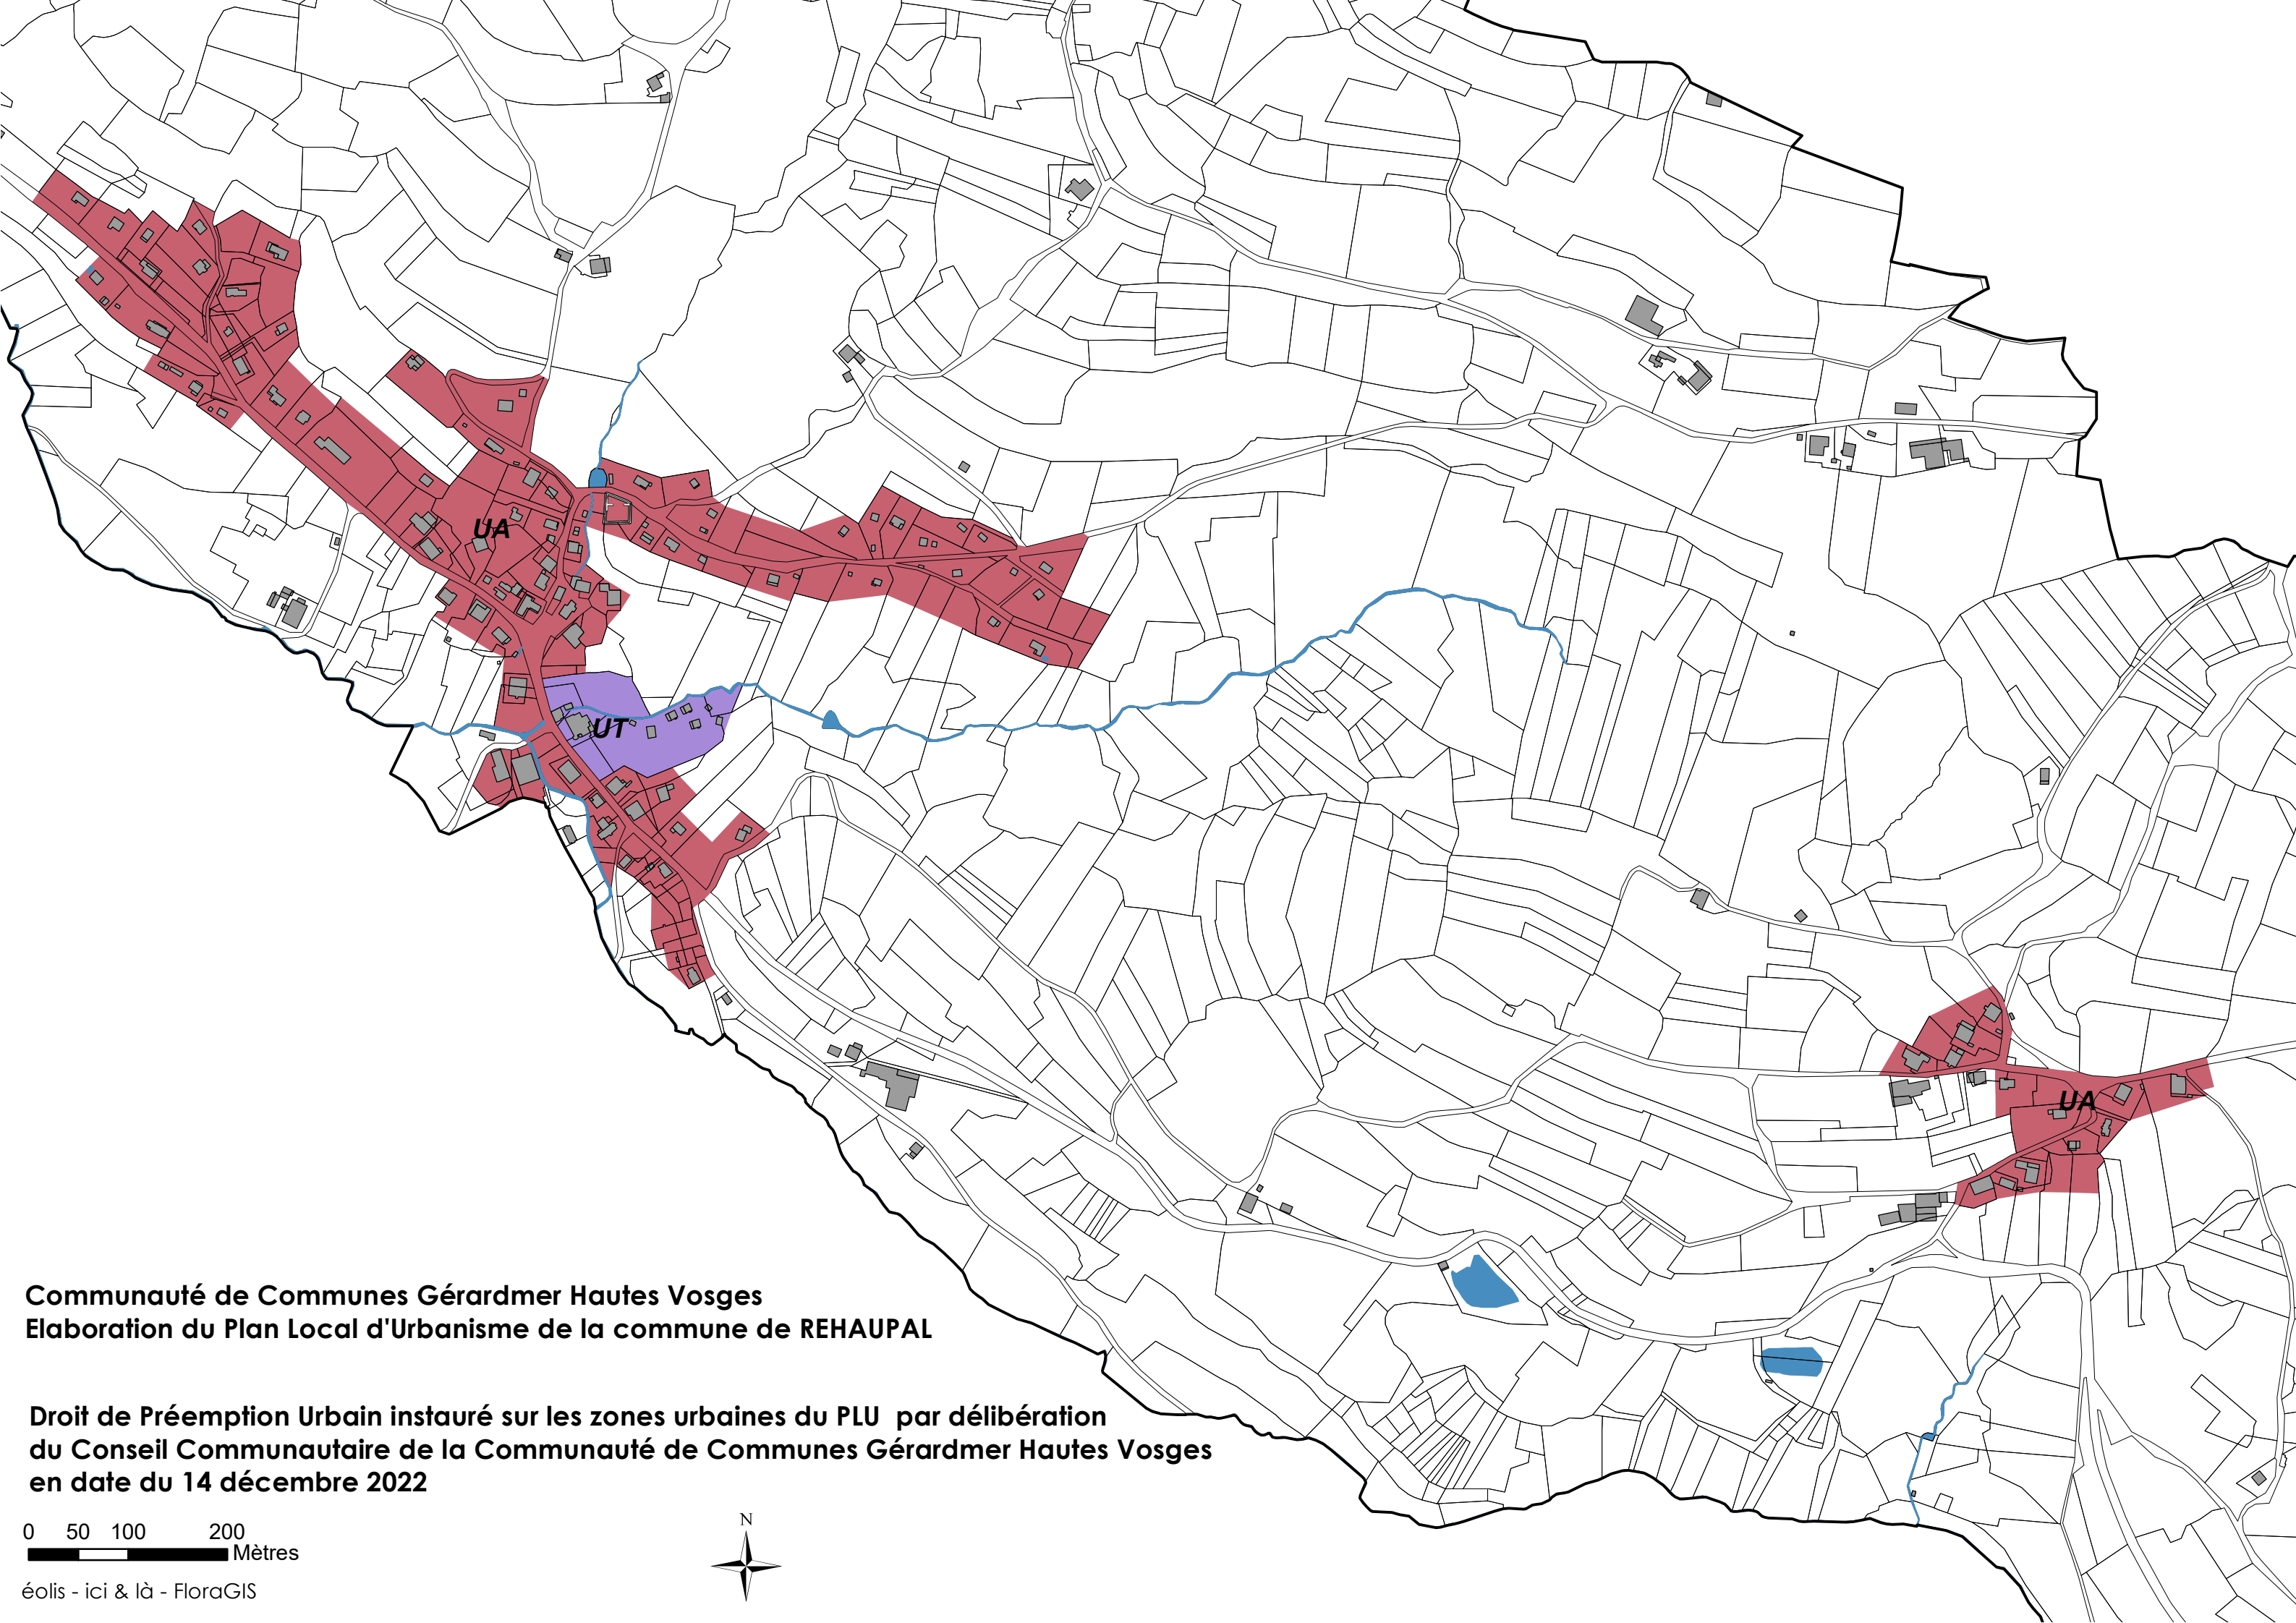 UA
UT
UA
Communauté de Communes Gérardmer Hautes Vosges
Elaboration du Plan Local d'Urbanisme de la commune de REHAUPAL
Droit de Préemption Urbain instauré sur les zones urbaines du PLU  par délibération
du Conseil Communautaire de la Communauté de Communes Gérardmer Hautes Vosges
en date du 14 décembre 2022
0 50 100 200
Mètres
N
éolis - ici & là - FloraGIS